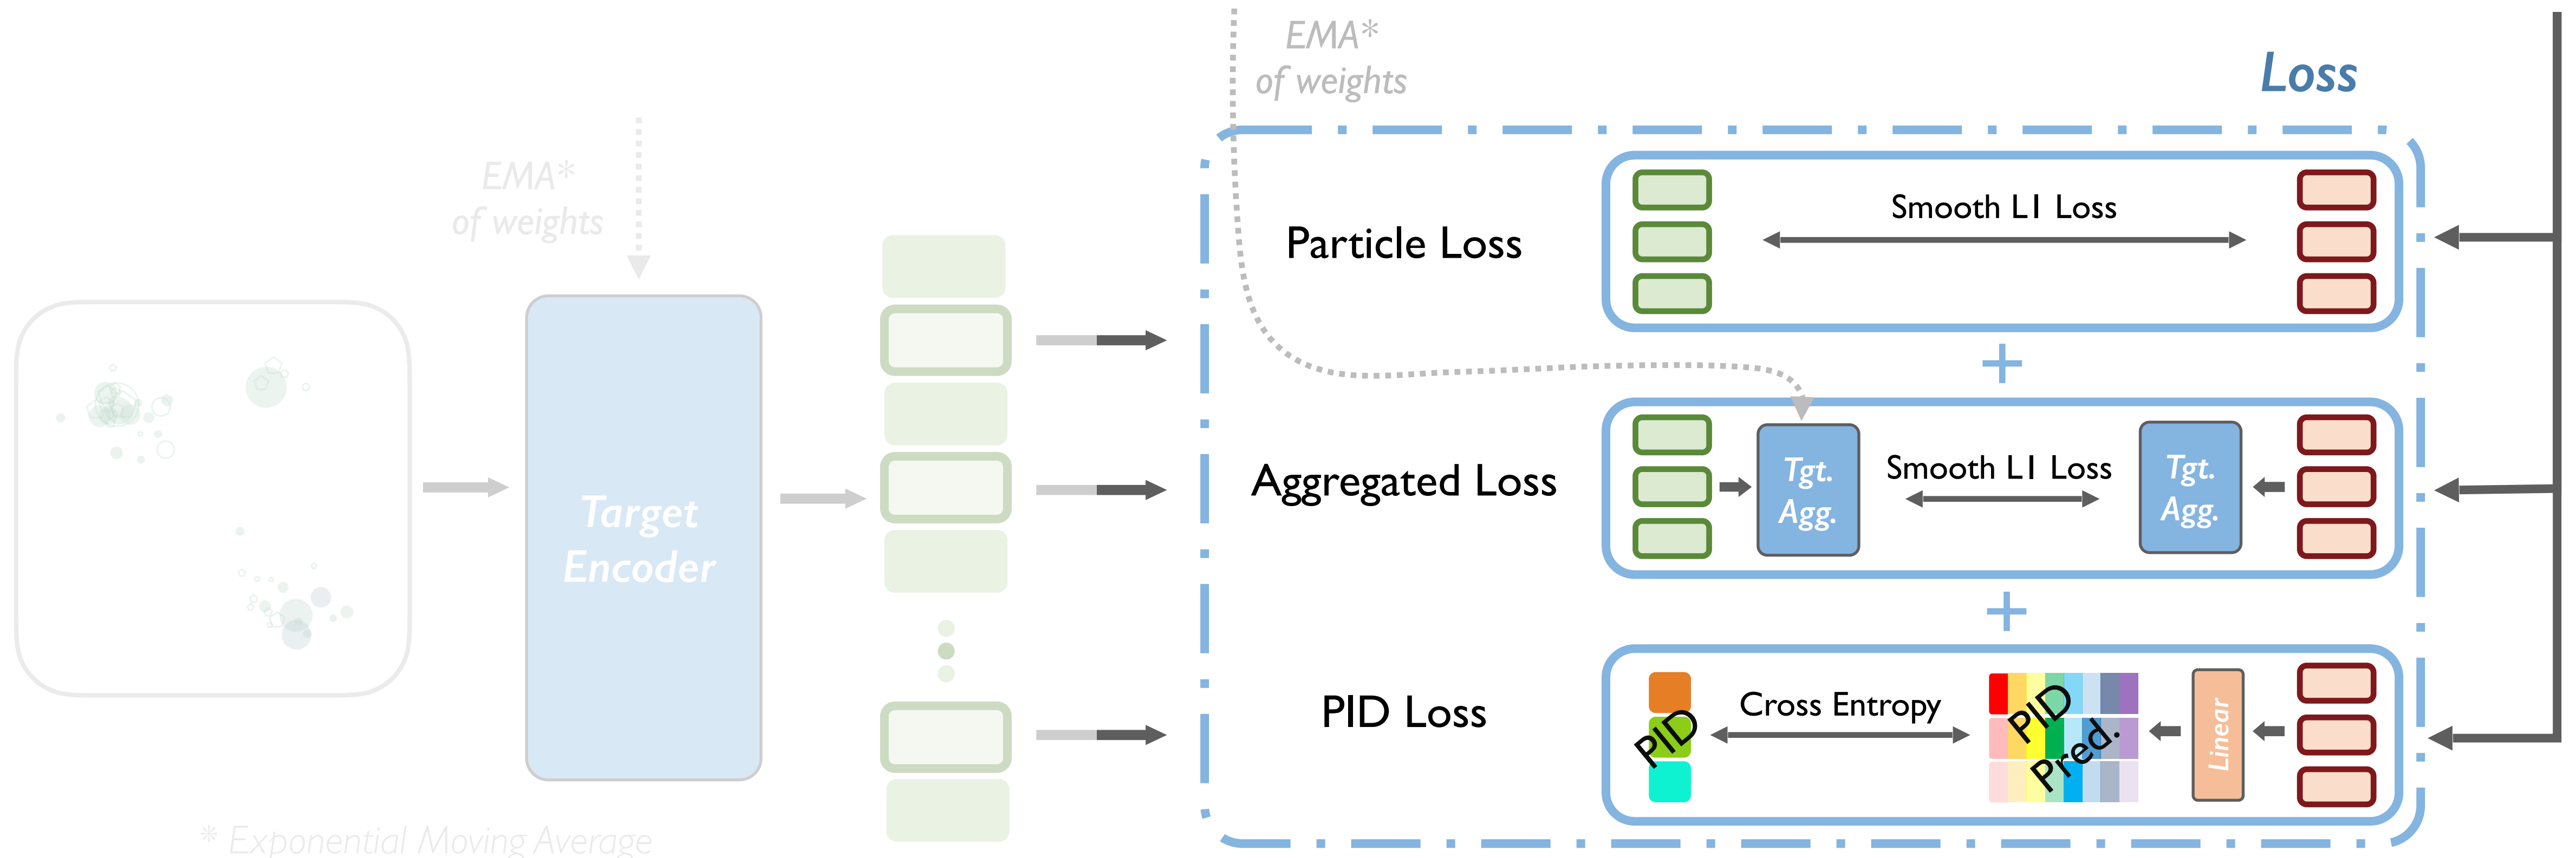 EMA*
of weights
Loss
EMA*
of weights
Particle Loss
Smooth L1 Loss
+
Target
Encoder
Aggregated Loss
Tgt.
Agg.
Smooth L1 Loss
Tgt.
Agg.
+
PID Loss
PID
Cross Entropy
PID
Pred.
Linear
* Exponential Moving Average